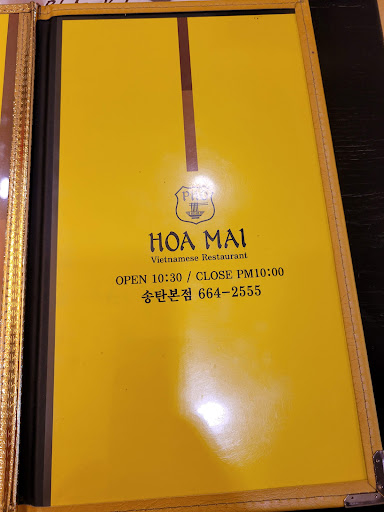 PHO
HOA MAI
Vietnamese Restaurant
OPEN 10:30 / CLOSE PM10:00
송탄본점 664-2555